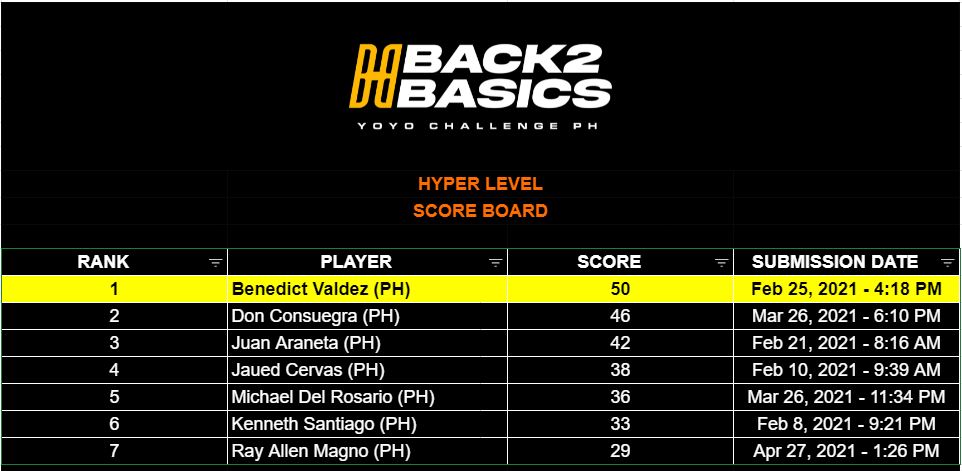 BACK2
BASICS
YOYO CHALLENGE PH
HYPER LEVEL
SCORE BOARD
RANK PLAYER SCORE SUBMISSION DATE
1 Benedict Valdez (PH) 50 Feb 25, 2021 - 4:18 PM
2 Don Consuegra (PH) 46 Mar 26, 2021 - 6:10 PM
3 Juan Araneta (PH) 42 Feb 21, 2021 - 8:16 AM
4 Jaued Cervas (PH) 38 Feb 10, 2021 - 9:39 AM
5 Michael Del Rosario (PH) 36 Mar 26, 2021 - 11:34 PM
6 Kenneth Santiago (PH) 33 Feb 8, 2021 - 9:21 PM
7 Ray Allen Magno (PH) 29 Apr 27, 2021 - 1:26 PM